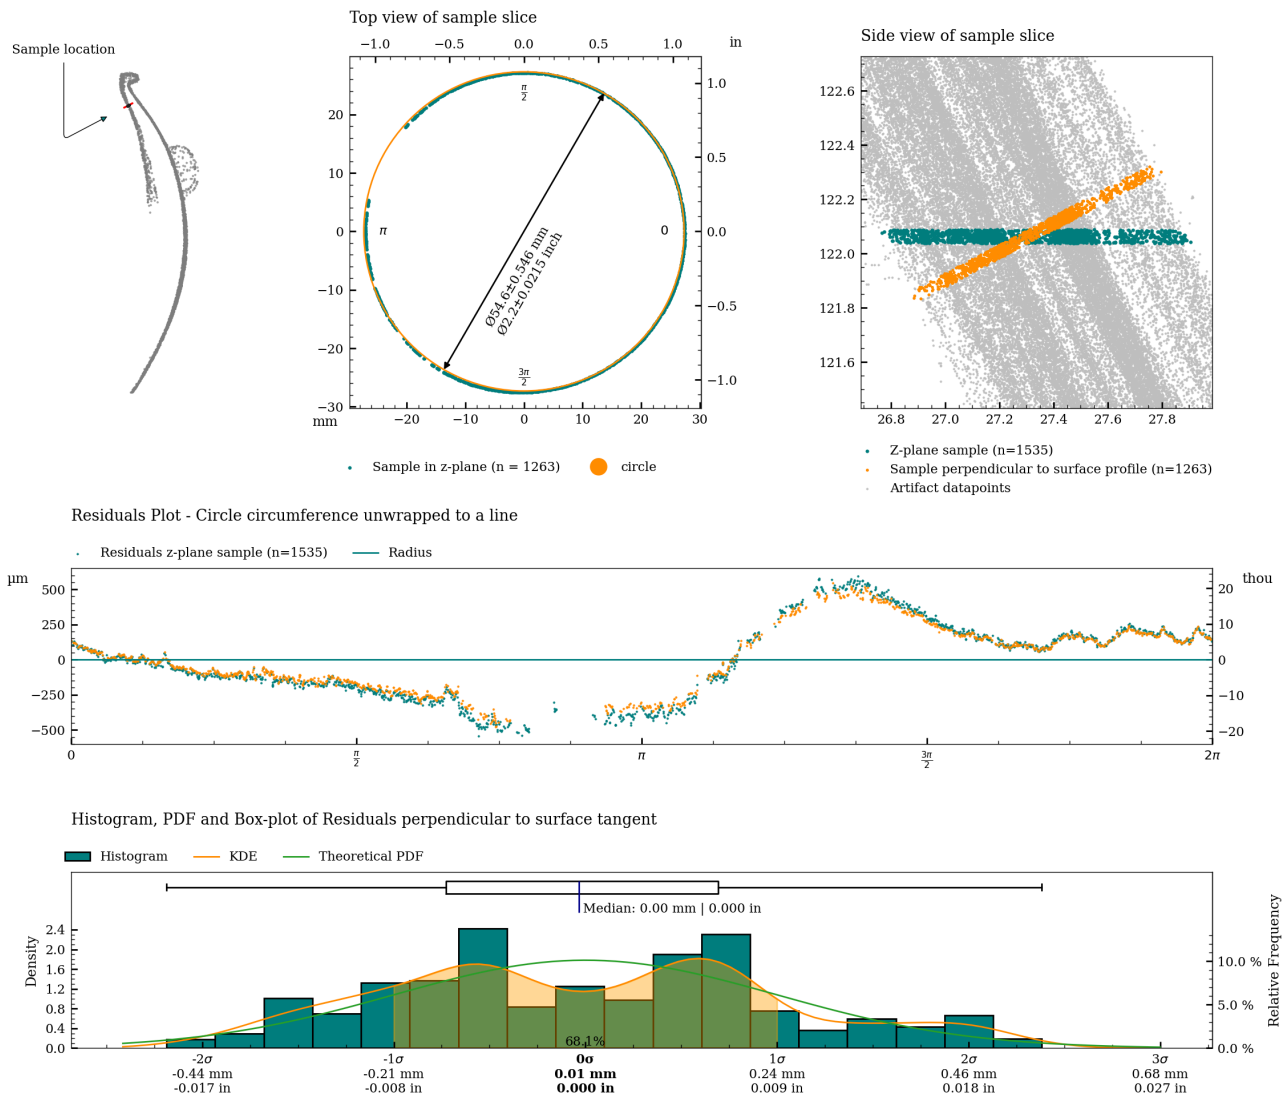 Sample location
Top view of sample slice
−1.0 −0.5 0.0 0.5 1.0 in
20
10
0
−10
−20
−30
mm
−20 −10 0 10 20 30
1.0
0.5
0.0
−0.5
−1.0
π/2
π
0
3π/2
Ø54.6±0.546 mm
Ø2.2±0.0215 inch
Sample in z-plane (n = 1263) circle
Side view of sample slice
122.6
122.4
122.2
122.0
121.8
121.6
26.8 27.0 27.2 27.4 27.6 27.8
Z-plane sample (n=1535)
Sample perpendicular to surface profile (n=1263)
Artifact datapoints
Residuals Plot - Circle circumference unwrapped to a line
Residuals z-plane sample (n=1535) Radius
µm
500
250
0
−250
−500
thou
20
10
0
−10
−20
0 π/2 π 3π/2 2π
Histogram, PDF and Box-plot of Residuals perpendicular to surface tangent
Histogram KDE Theoretical PDF
Median: 0.00 mm | 0.000 in
Density
2.4
2.0
1.6
1.2
0.8
0.4
0.0
Relative Frequency
10.0 %
5.0 %
0.0 %
68.1%
-2σ -1σ 0σ 1σ 2σ 3σ
-0.44 mm -0.21 mm 0.01 mm 0.24 mm 0.46 mm 0.68 mm
-0.017 in -0.008 in 0.000 in 0.009 in 0.018 in 0.027 in